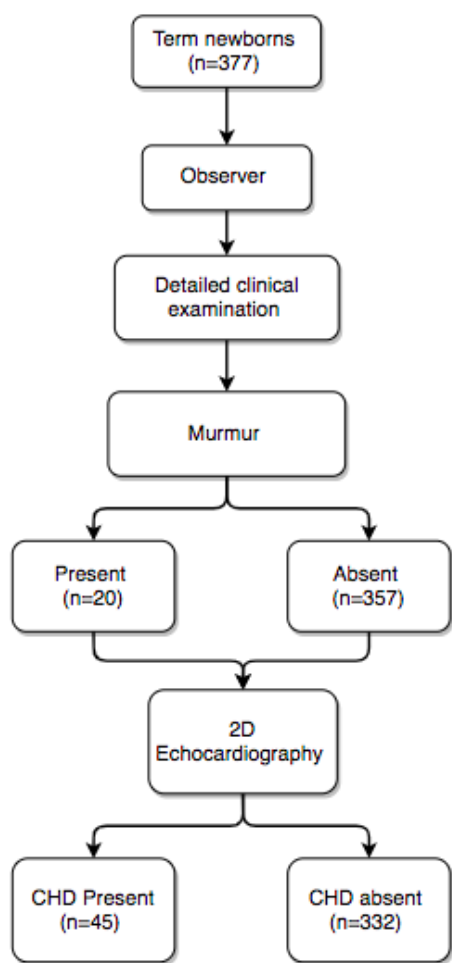 Term newborns
(n=377)
Observer
Detailed clinical
examination
Murmur
Present
(n=20)
Absent
(n=357)
2D
Echocardiography
CHD Present
(n=45)
CHD absent
(n=332)